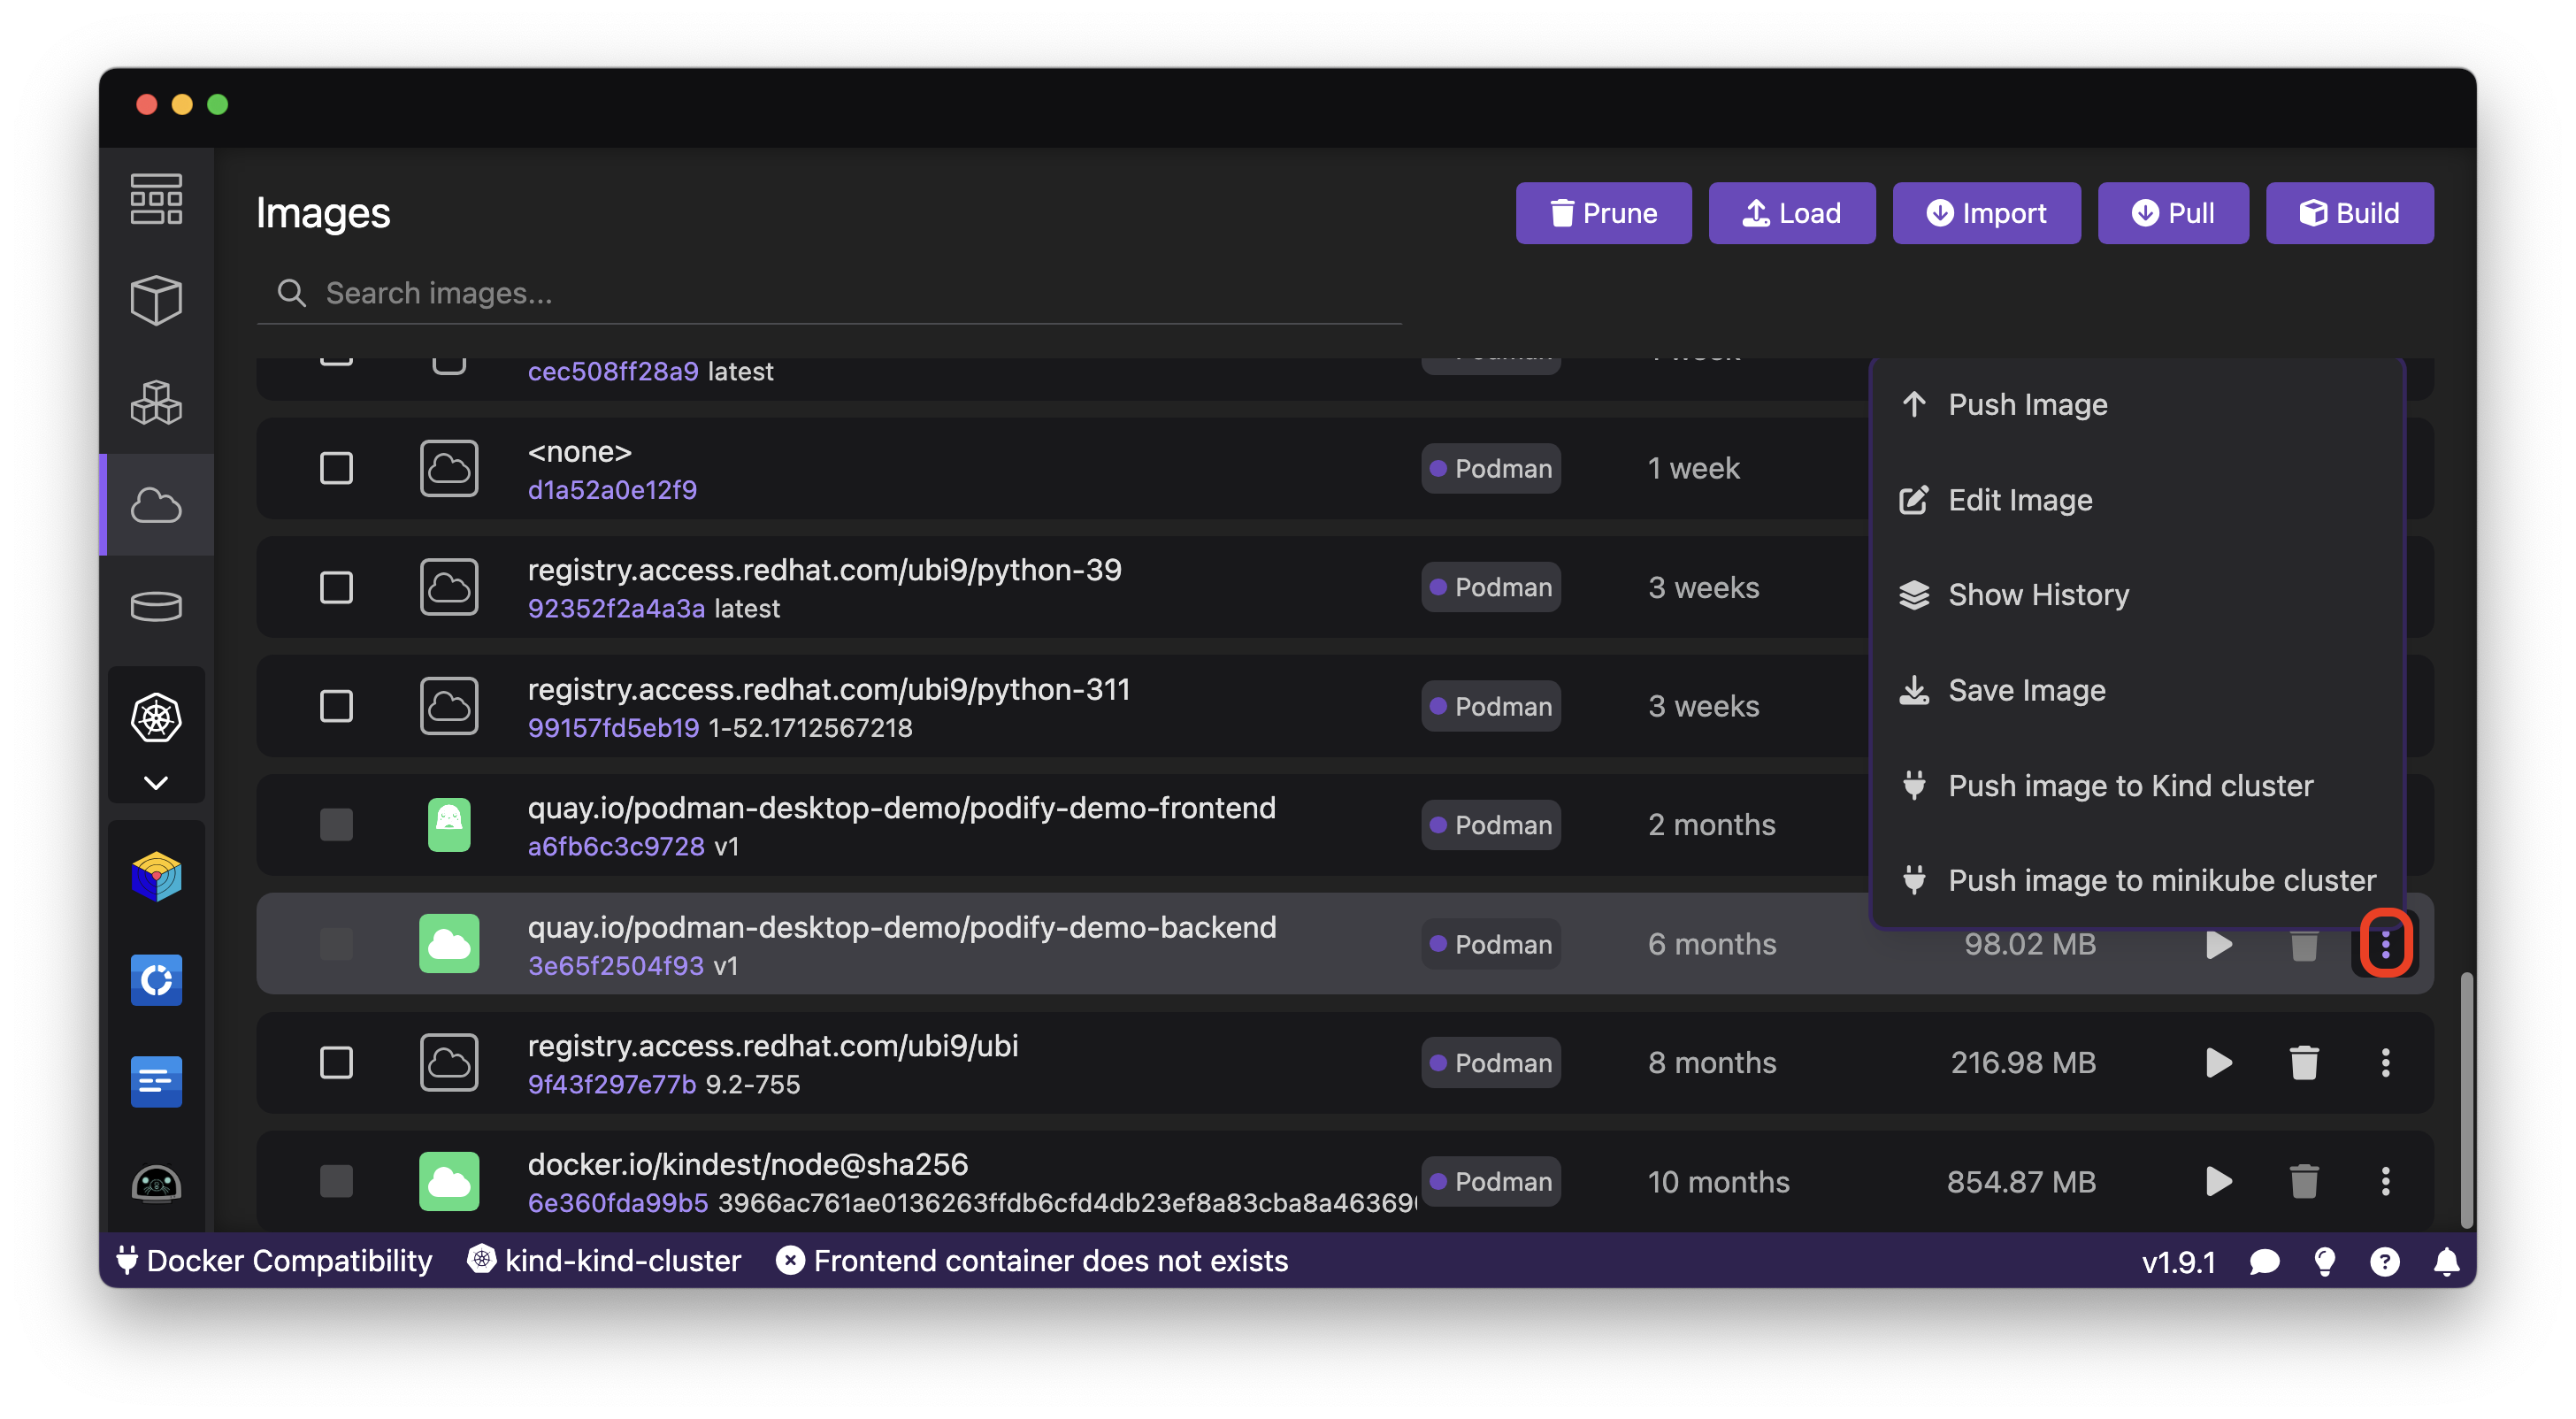 Images
Prune
Load
Import
Pull
Build
Search images...
cec508ff28a9 latest
<none>
d1a52a0e12f9
Podman
1 week
registry.access.redhat.com/ubi9/python-39
92352f2a4a3a latest
Podman
3 weeks
registry.access.redhat.com/ubi9/python-311
99157fd5eb19 1-52.1712567218
Podman
3 weeks
quay.io/podman-desktop-demo/podify-demo-frontend
a6fb6c3c9728 v1
Podman
2 months
Push Image
Edit Image
Show History
Save Image
Push image to Kind cluster
Push image to minikube cluster
quay.io/podman-desktop-demo/podify-demo-backend
3e65f2504f93 v1
Podman
6 months
98.02 MB
registry.access.redhat.com/ubi9/ubi
9f43f297e77b 9.2-755
Podman
8 months
216.98 MB
docker.io/kindest/node@sha256
6e360fda99b5 3966ac761ae0136263ffdb6cfd4db23ef8a83cba8a46369
Podman
10 months
854.87 MB
Docker Compatibility
kind-kind-cluster
Frontend container does not exists
v1.9.1